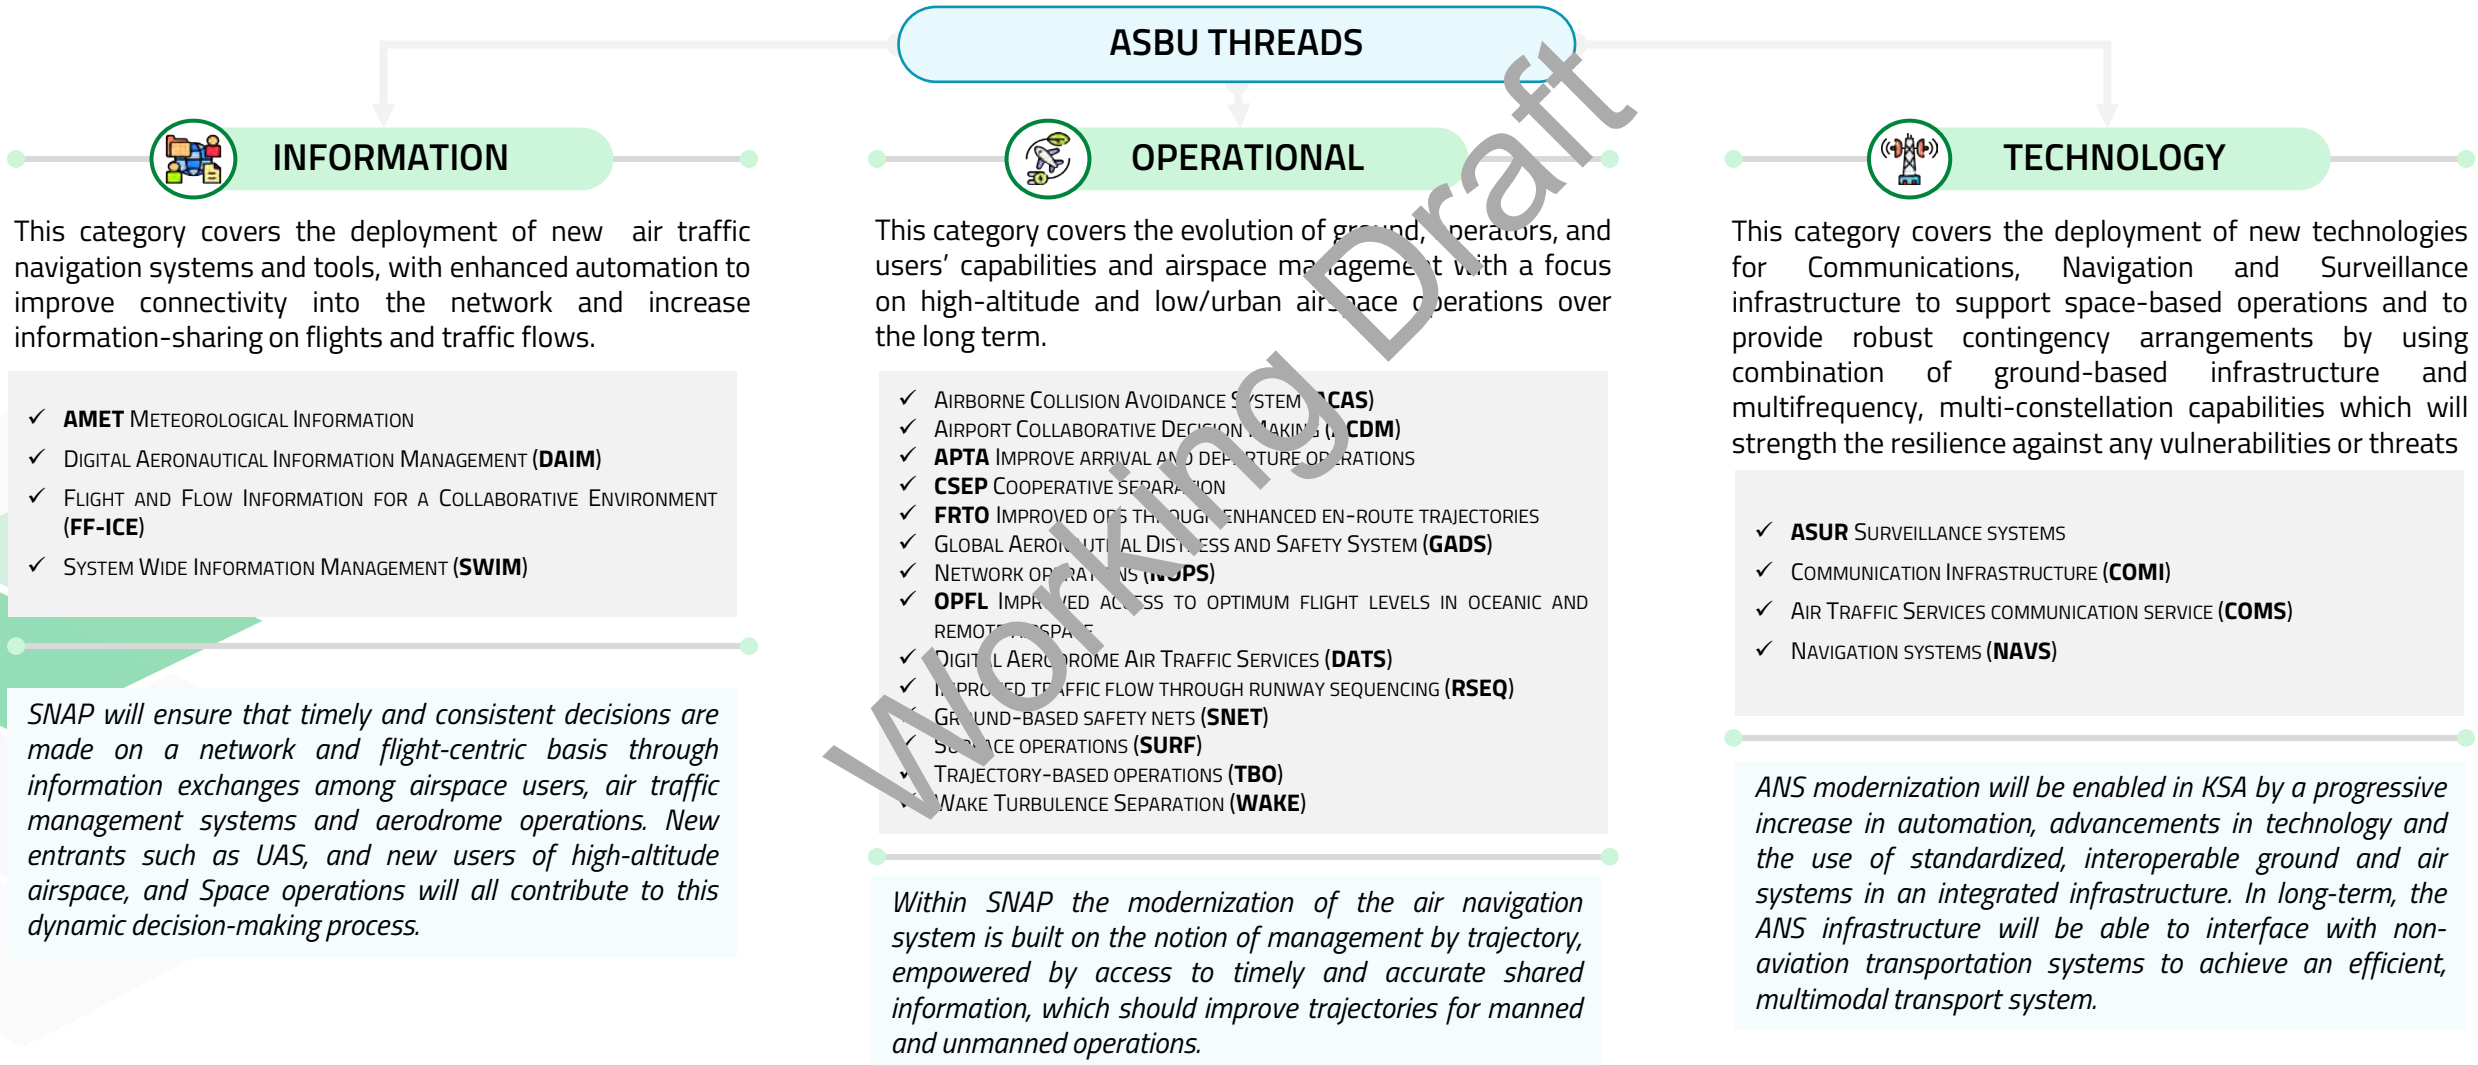 ASBU THREADS
INFORMATION
This category covers the deployment of new air traffic
navigation systems and tools, with enhanced automation to
improve connectivity into the network and increase
information-sharing on flights and traffic flows.
✓ AMET METEOROLOGICAL INFORMATION
✓ DIGITAL AERONAUTICAL INFORMATION MANAGEMENT (DAIM)
✓ FLIGHT AND FLOW INFORMATION FOR A COLLABORATIVE ENVIRONMENT
(FF-ICE)
✓ SYSTEM WIDE INFORMATION MANAGEMENT (SWIM)
SNAP will ensure that timely and consistent decisions are
made on a network and flight-centric basis through
information exchanges among airspace users, air traffic
management systems and aerodrome operations. New
entrants such as UAS, and new users of high-altitude
airspace, and Space operations will all contribute to this
dynamic decision-making process.
OPERATIONAL
This category covers the evolution of ground, operators, and
users’ capabilities and airspace management with a focus
on high-altitude and low/urban airspace operations over
the long term.
✓ AIRBORNE COLLISION AVOIDANCE SYSTEM (ACAS)
✓ AIRPORT COLLABORATIVE DECISION MAKING (ACDM)
✓ APTA IMPROVE ARRIVAL AND DEPARTURE OPERATIONS
✓ CSEP COOPERATIVE SEPARATION
✓ FRTO IMPROVED OPS THROUGH ENHANCED EN-ROUTE TRAJECTORIES
✓ GLOBAL AERONAUTICAL DISTRESS AND SAFETY SYSTEM (GADS)
✓ NETWORK OPERATIONS (NOPS)
✓ OPFL IMPROVED ACCESS TO OPTIMUM FLIGHT LEVELS IN OCEANIC AND
REMOTE AIRSPACE
✓ DIGITAL AERODROME AIR TRAFFIC SERVICES (DATS)
✓ IMPROVED TRAFFIC FLOW THROUGH RUNWAY SEQUENCING (RSEQ)
✓ GROUND-BASED SAFETY NETS (SNET)
✓ SURFACE OPERATIONS (SURF)
✓ TRAJECTORY-BASED OPERATIONS (TBO)
✓ WAKE TURBULENCE SEPARATION (WAKE)
Within SNAP the modernization of the air navigation
system is built on the notion of management by trajectory,
empowered by access to timely and accurate shared
information, which should improve trajectories for manned
and unmanned operations.
TECHNOLOGY
This category covers the deployment of new technologies
for Communications, Navigation and Surveillance
infrastructure to support space-based operations and to
provide robust contingency arrangements by using
combination of ground-based infrastructure and
multifrequency, multi-constellation capabilities which will
strength the resilience against any vulnerabilities or threats
✓ ASUR SURVEILLANCE SYSTEMS
✓ COMMUNICATION INFRASTRUCTURE (COMI)
✓ AIR TRAFFIC SERVICES COMMUNICATION SERVICE (COMS)
✓ NAVIGATION SYSTEMS (NAVS)
ANS modernization will be enabled in KSA by a progressive
increase in automation, advancements in technology and
the use of standardized, interoperable ground and air
systems in an integrated infrastructure. In long-term, the
ANS infrastructure will be able to interface with non-
aviation transportation systems to achieve an efficient,
multimodal transport system.
Working Draft